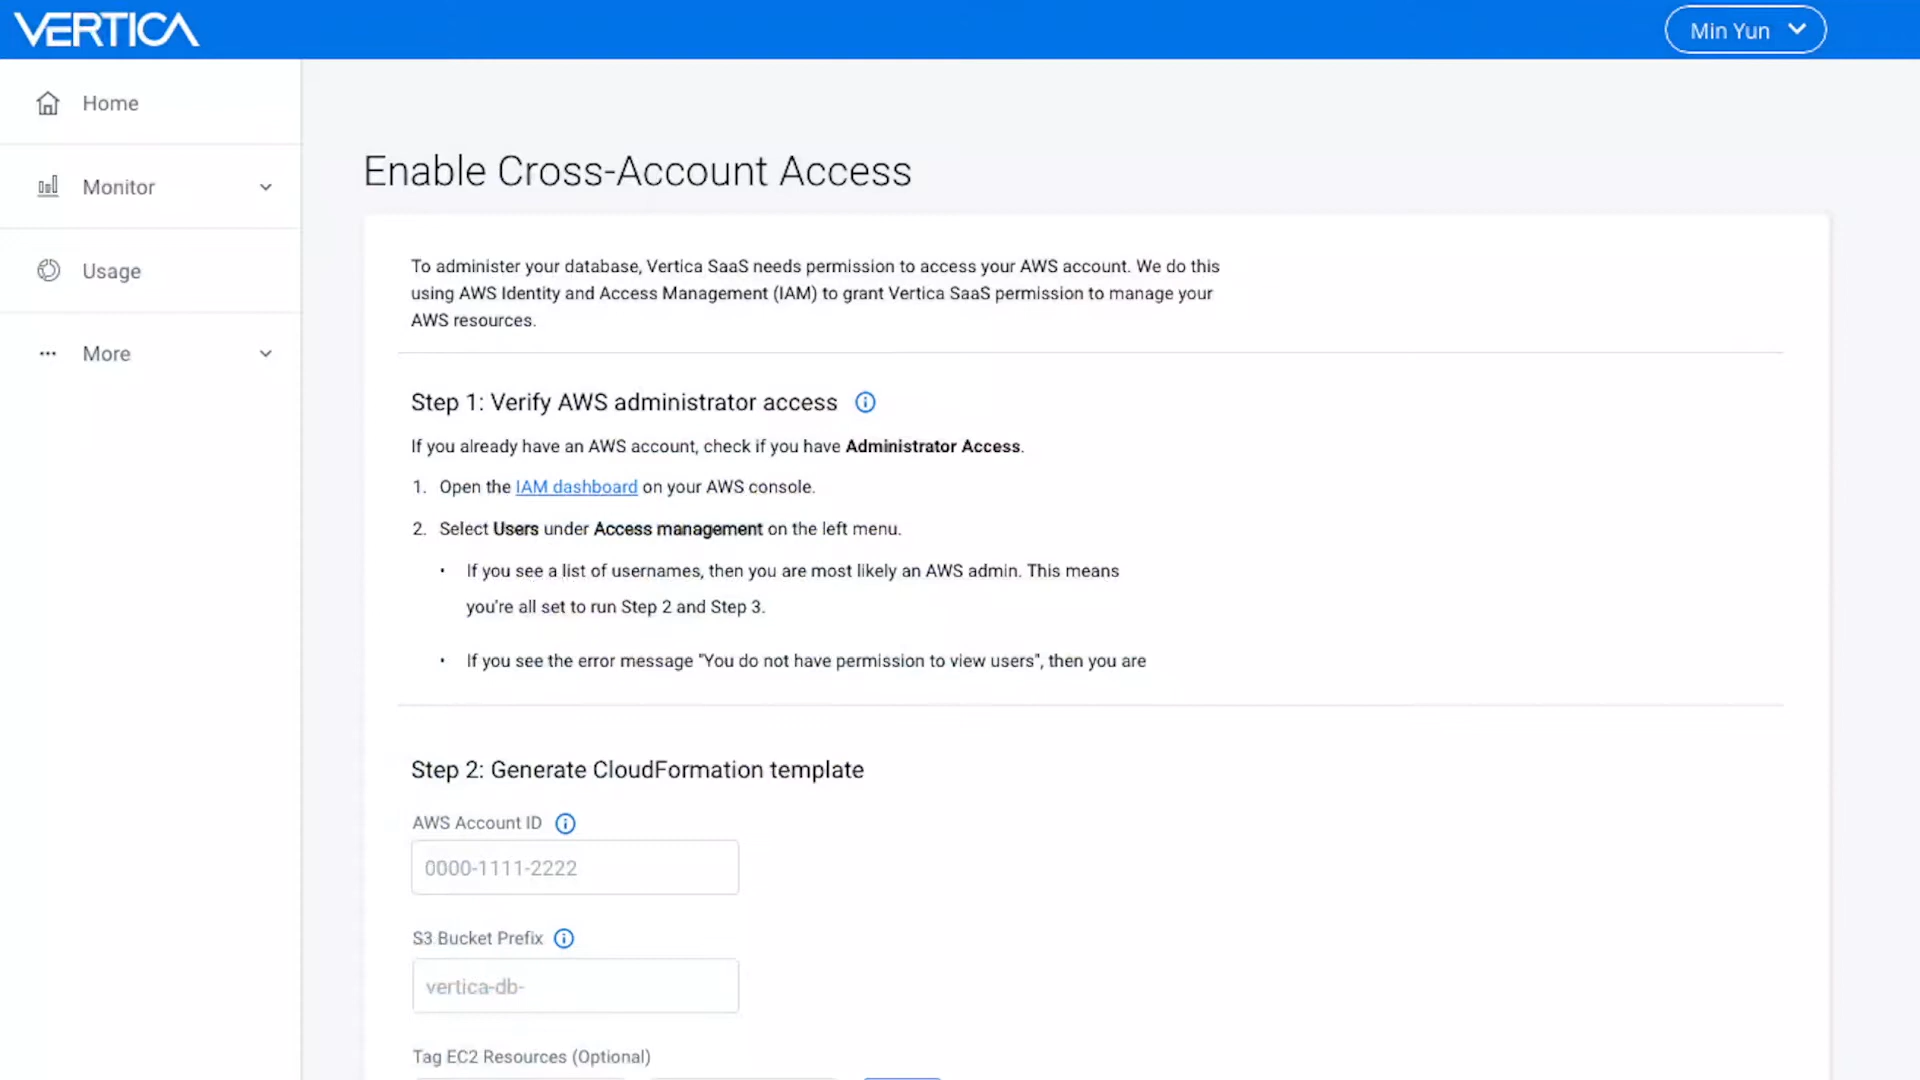 VERTICA
Min Yun
Home
Monitor
Usage
More
Enable Cross-Account Access
To administer your database, Vertica SaaS needs permission to access your AWS account. We do this
using AWS Identity and Access Management (IAM) to grant Vertica SaaS permission to manage your
AWS resources.
Step 1: Verify AWS administrator access
If you already have an AWS account, check if you have Administrator Access.
1. Open the IAM dashboard on your AWS console.
2. Select Users under Access management on the left menu.
• If you see a list of usernames, then you are most likely an AWS admin. This means
you're all set to run Step 2 and Step 3.
• If you see the error message "You do not have permission to view users", then you are
Step 2: Generate CloudFormation template
AWS Account ID
0000-1111-2222
S3 Bucket Prefix
vertica-db-
Tag EC2 Resources (Optional)